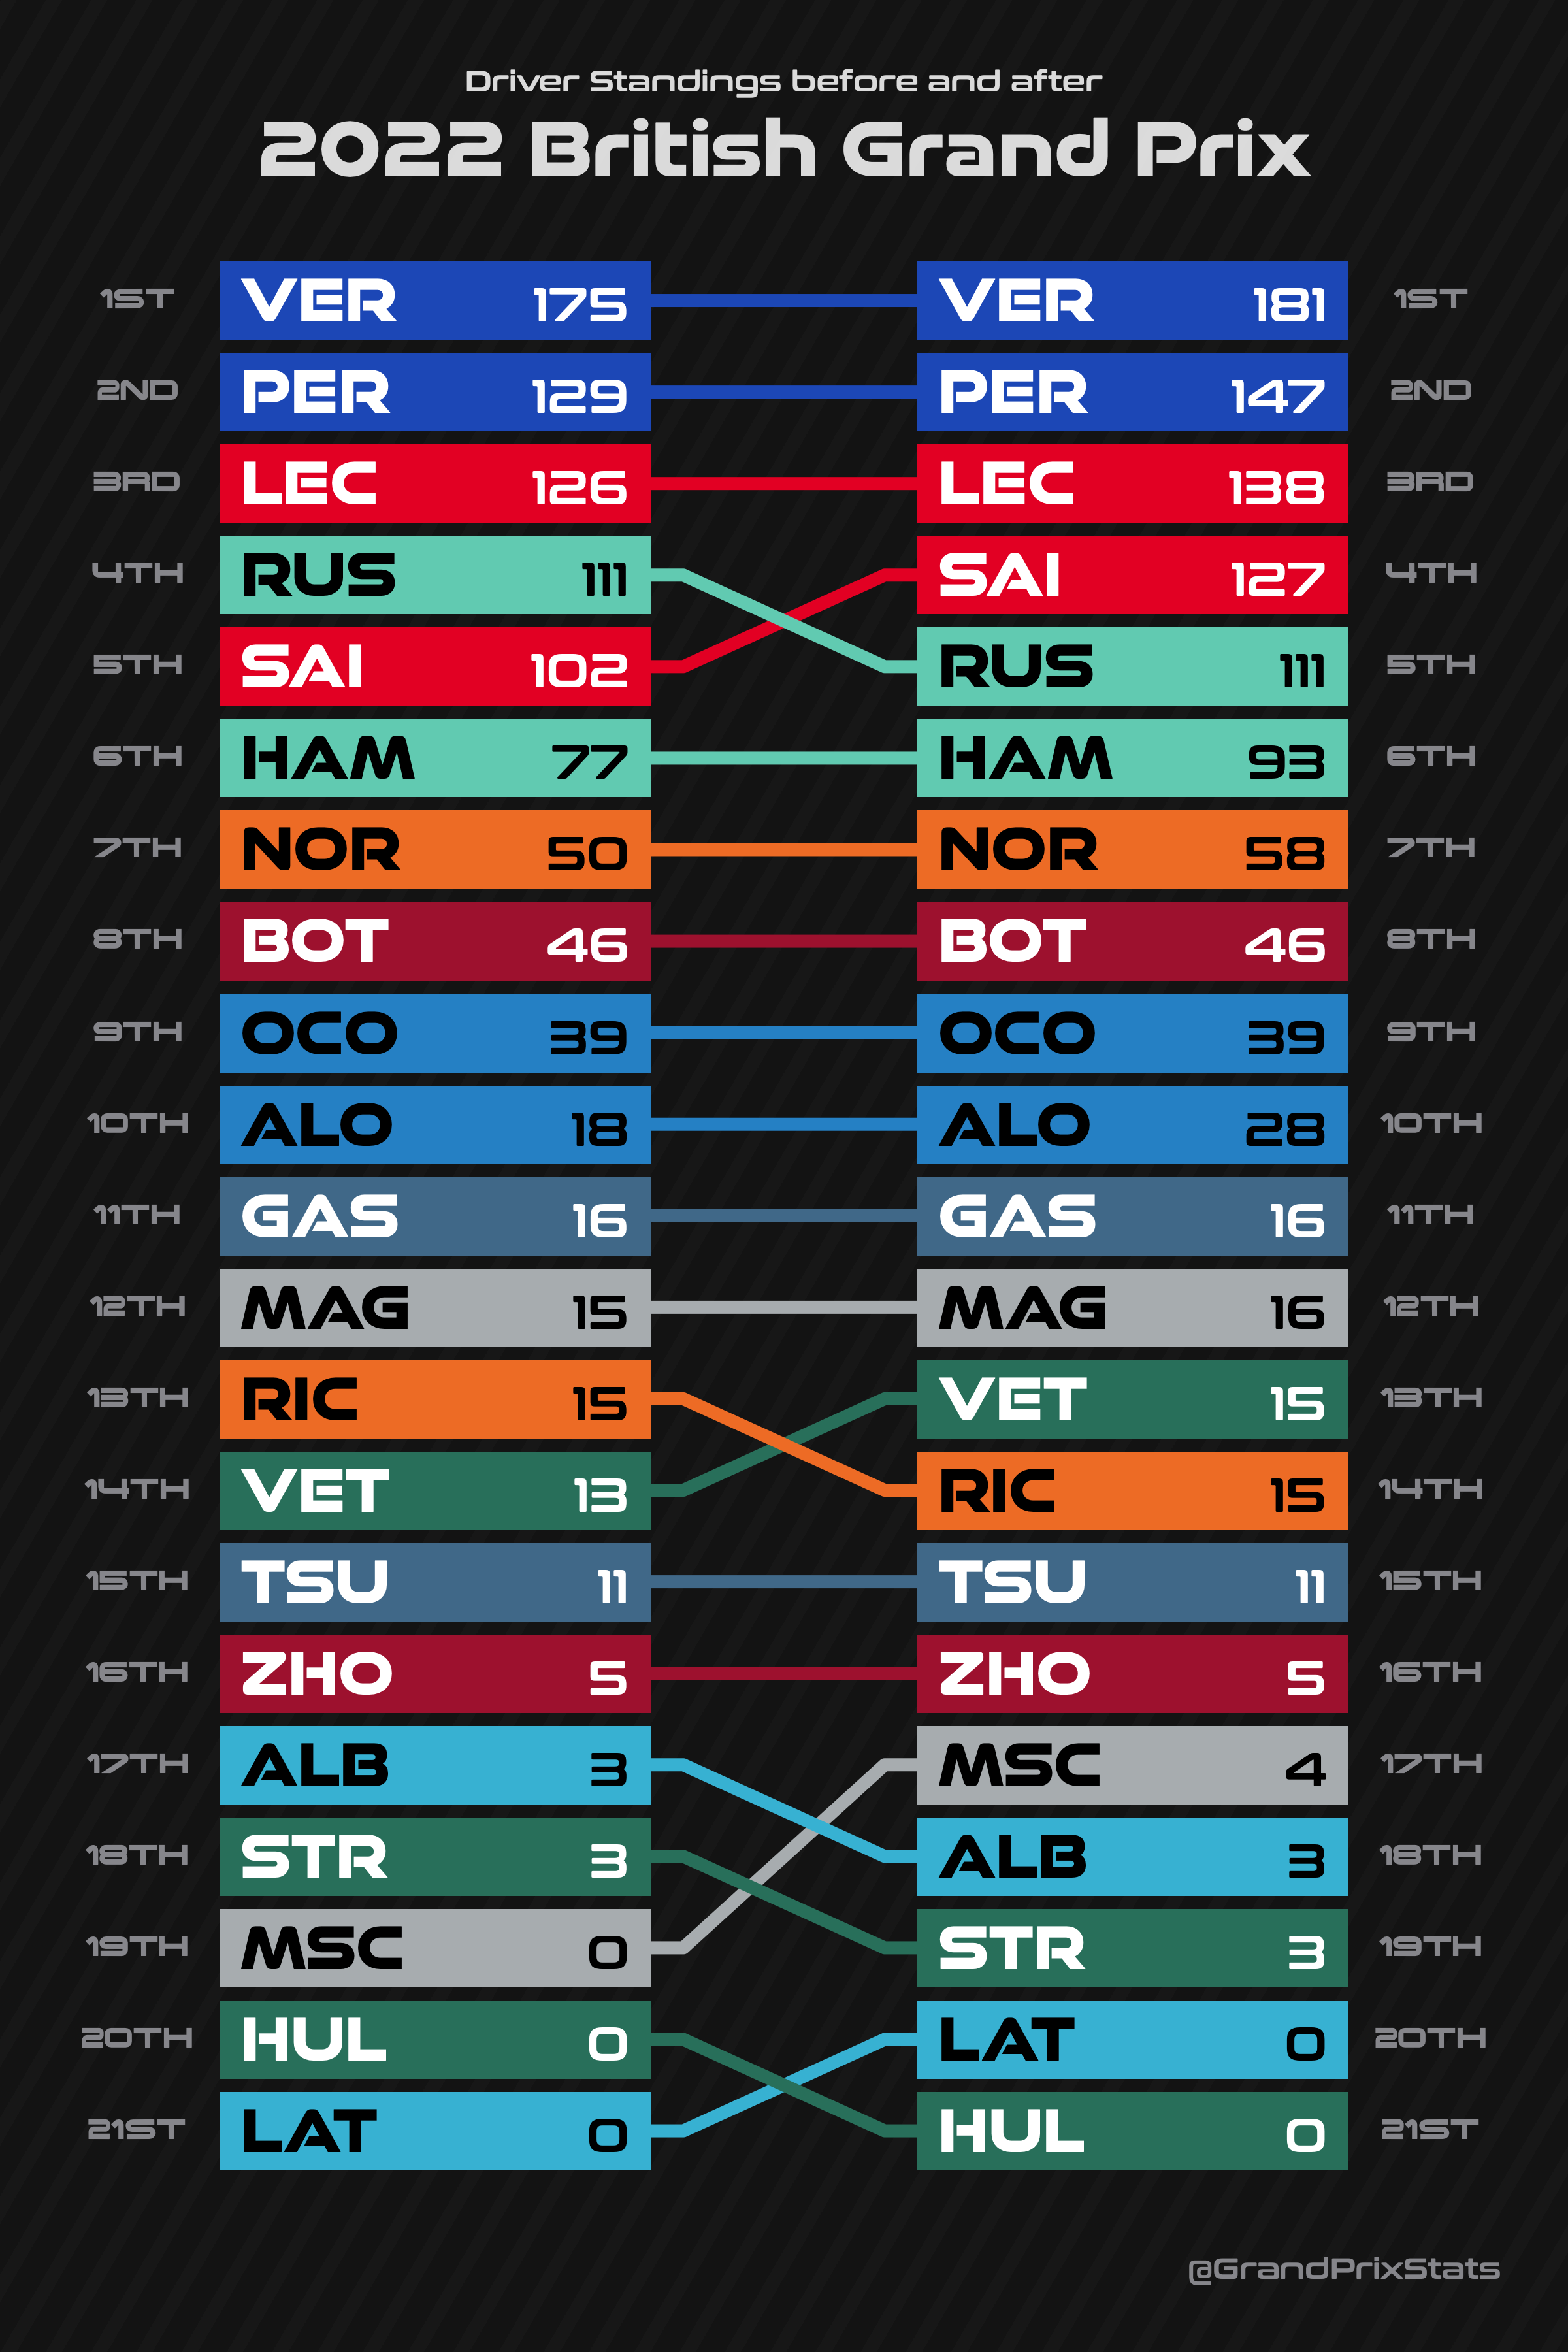 Driver Standings before and after
2022 British Grand Prix
1ST VER 175 VER 181 1ST
2ND PER 129 PER 147 2ND
3RD LEC 126 LEC 138 3RD
4TH RUS 111 SAI 127 4TH
5TH SAI 102 RUS 111 5TH
6TH HAM 77 HAM 93 6TH
7TH NOR 50 NOR 58 7TH
8TH BOT 46 BOT 46 8TH
9TH OCO 39 OCO 39 9TH
10TH ALO 18 ALO 28 10TH
11TH GAS 16 GAS 16 11TH
12TH MAG 15 MAG 16 12TH
13TH RIC 15 VET 15 13TH
14TH VET 13 RIC 15 14TH
15TH TSU 11 TSU 11 15TH
16TH ZHO 5 ZHO 5 16TH
17TH ALB 3 MSC 4 17TH
18TH STR 3 ALB 3 18TH
19TH MSC 0 STR 3 19TH
20TH HUL 0 LAT 0 20TH
21ST LAT 0 HUL 0 21ST
@GrandPrixStats